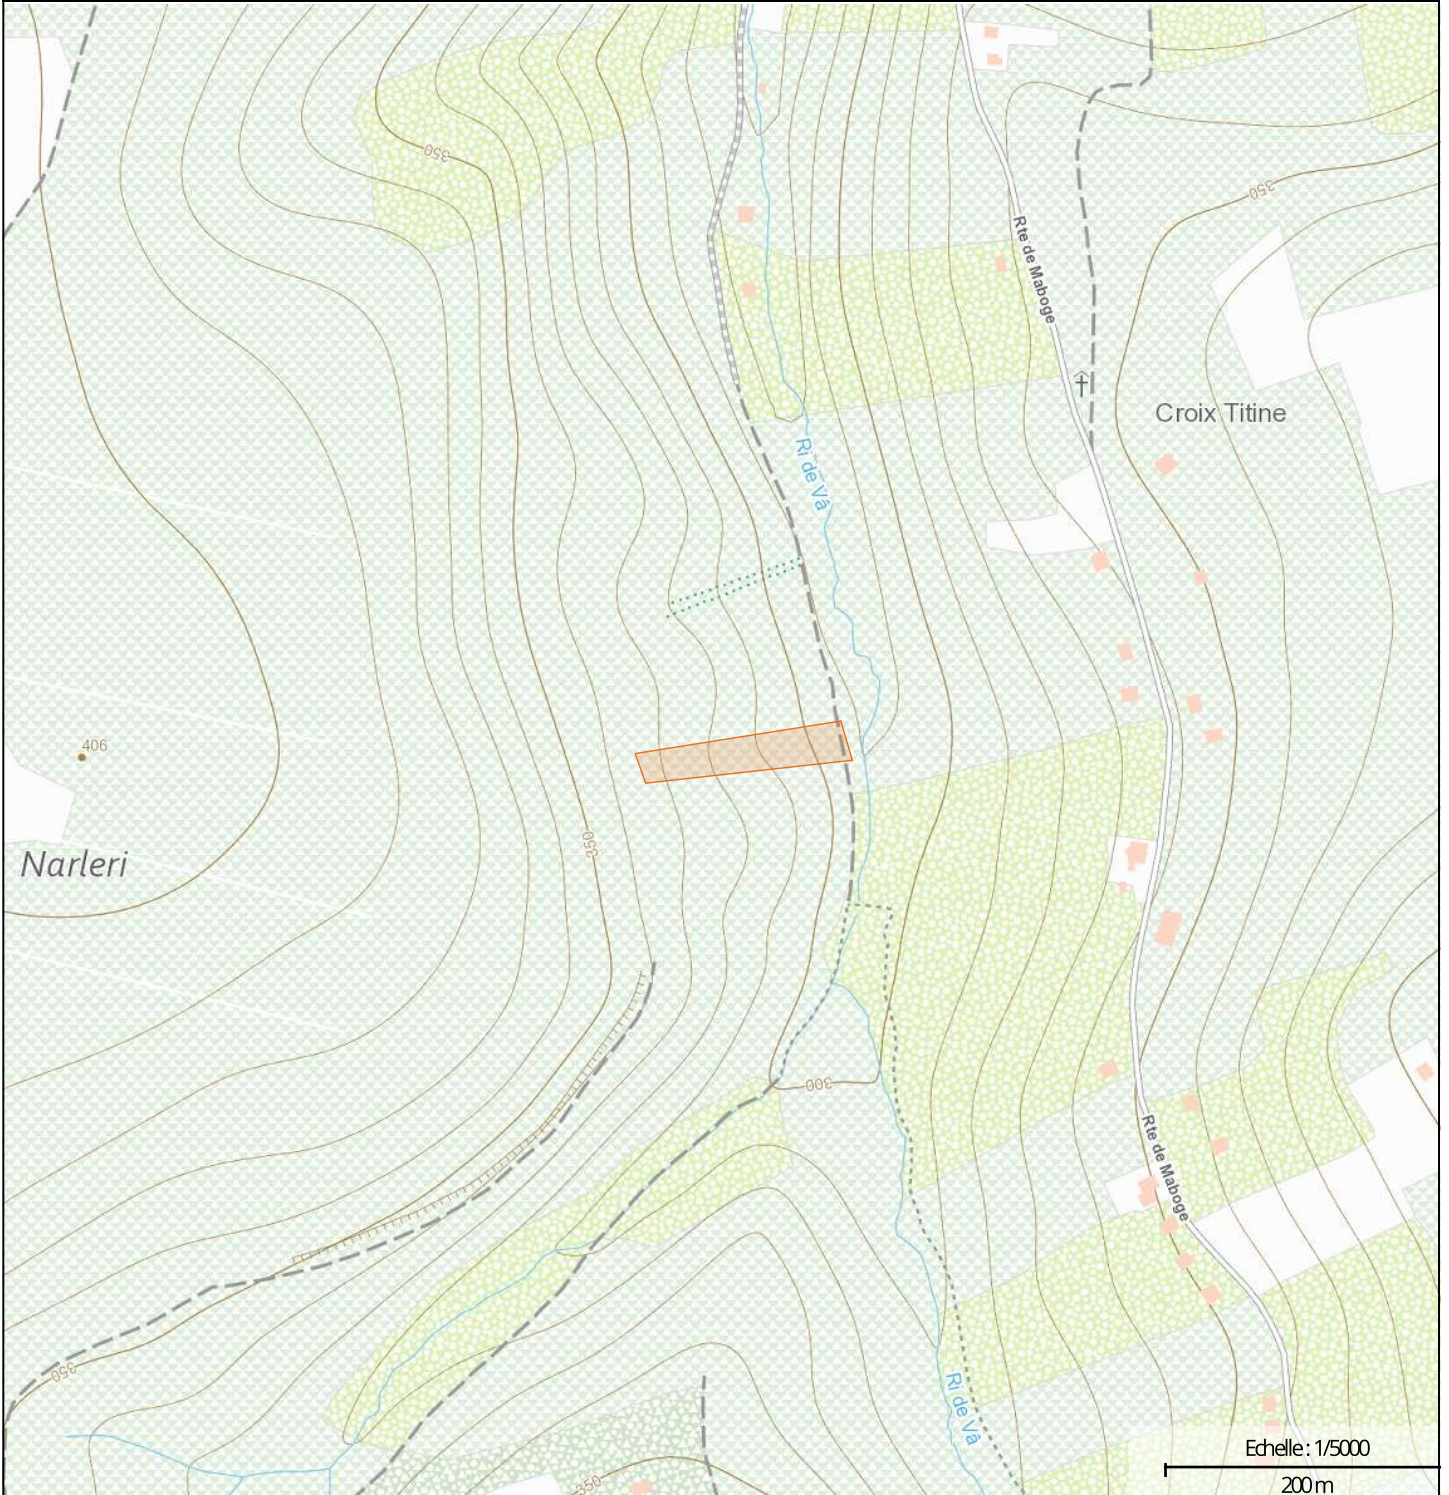 350
350
Rte de Maboge
Croix Titine
Ri de Vâ
406
350
Narleri
300
Rte de Maboge
350
Ri de Vâ
Echelle : 1/5000
350
200 m